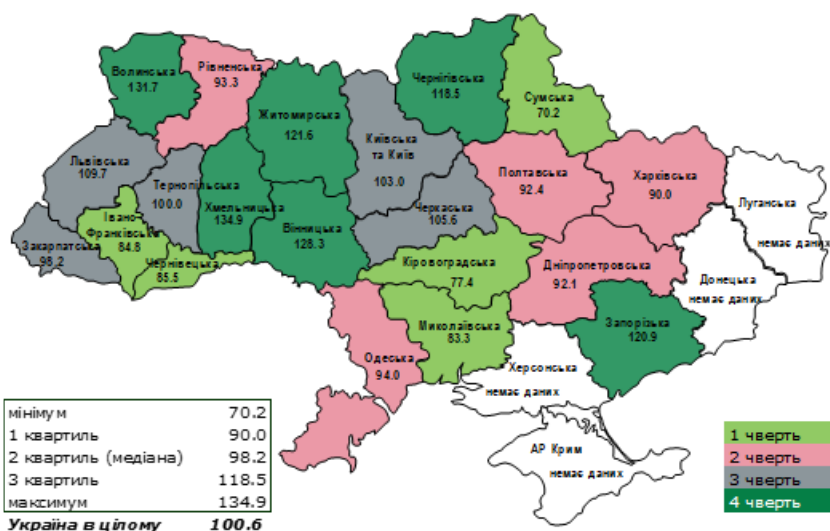 Волинська
131.7
Рівненська
93.3
Житомирська
121.6
Київська
та Київ
103.0
Чернігівська
118.5
Сумська
70.2
Львівська
109.7
Тернопільська
100.0
Хмельницька
134.9
Вінницька
128.3
Черкаська
105.6
Полтавська
92.4
Харківська
90.0
Луганська
немає даних
Закарпатська
98.2
Івано-
Франківська
84.8
Чернівецька
85.5
Кіровоградська
77.4
Дніпропетровська
92.1
Донецька
немає даних
Запорізька
120.9
Миколаївська
83.3
Одеська
94.0
Херсонська
немає даних
АР Крим
немає даних
мінімум 70.2
1 квартиль 90.0
2 квартиль (медіана) 98.2
3 квартиль 118.5
максимум 134.9
Україна в цілому 100.6
1 чверть
2 чверть
3 чверть
4 чверть